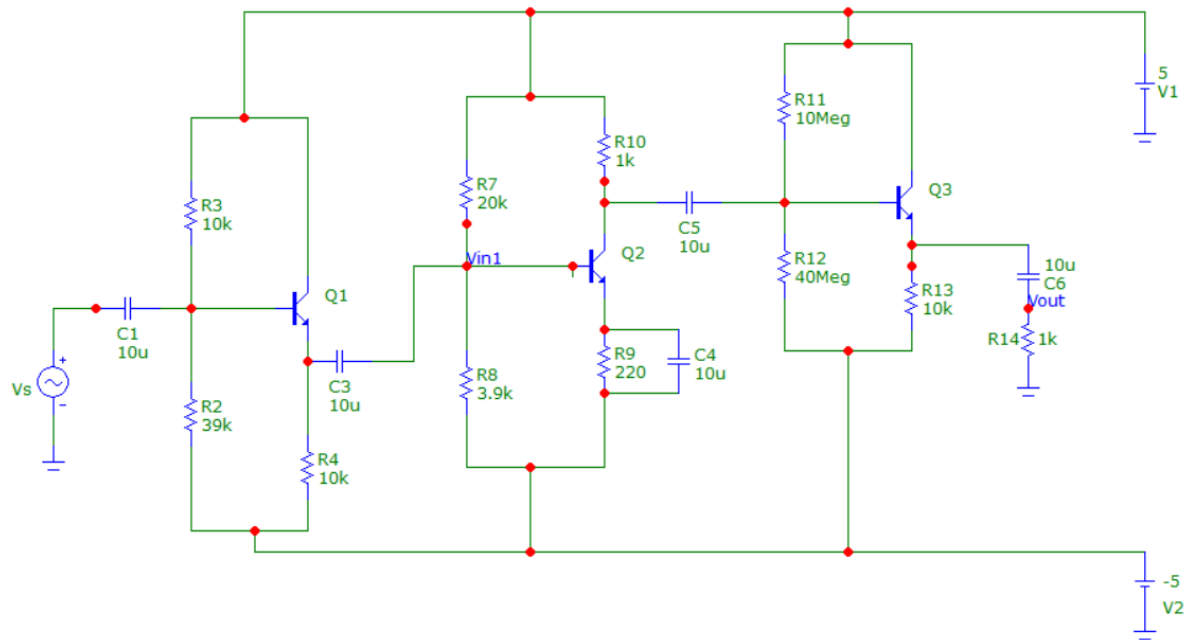 5
V1
R11
10Meg
R10
1k
R7
20k
R3
10k
Q3
C5
10u
Vin1
Q2
R12
40Meg
10u
C6
Vout
Q1
R13
10k
C1
10u
R14
1k
C3
10u
R9
220
C4
10u
R8
3.9k
+
Vs
-
R2
39k
R4
10k
-5
V2